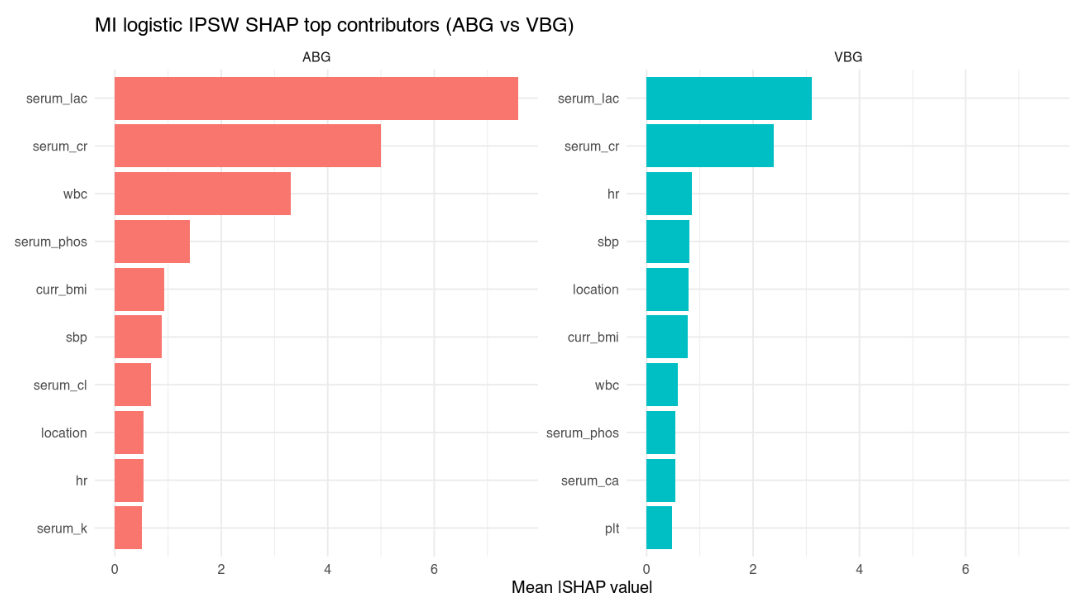 MI logistic IPSW SHAP top contributors (ABG vs VBG)
ABG
serum_lac
serum_cr
wbc
serum_phos
curr_bmi
sbp
serum_cl
location
hr
serum_k
0 2 4 6
VBG
serum_lac
serum_cr
hr
sbp
location
curr_bmi
wbc
serum_phos
serum_ca
plt
0 2 4 6
Mean |SHAP value|